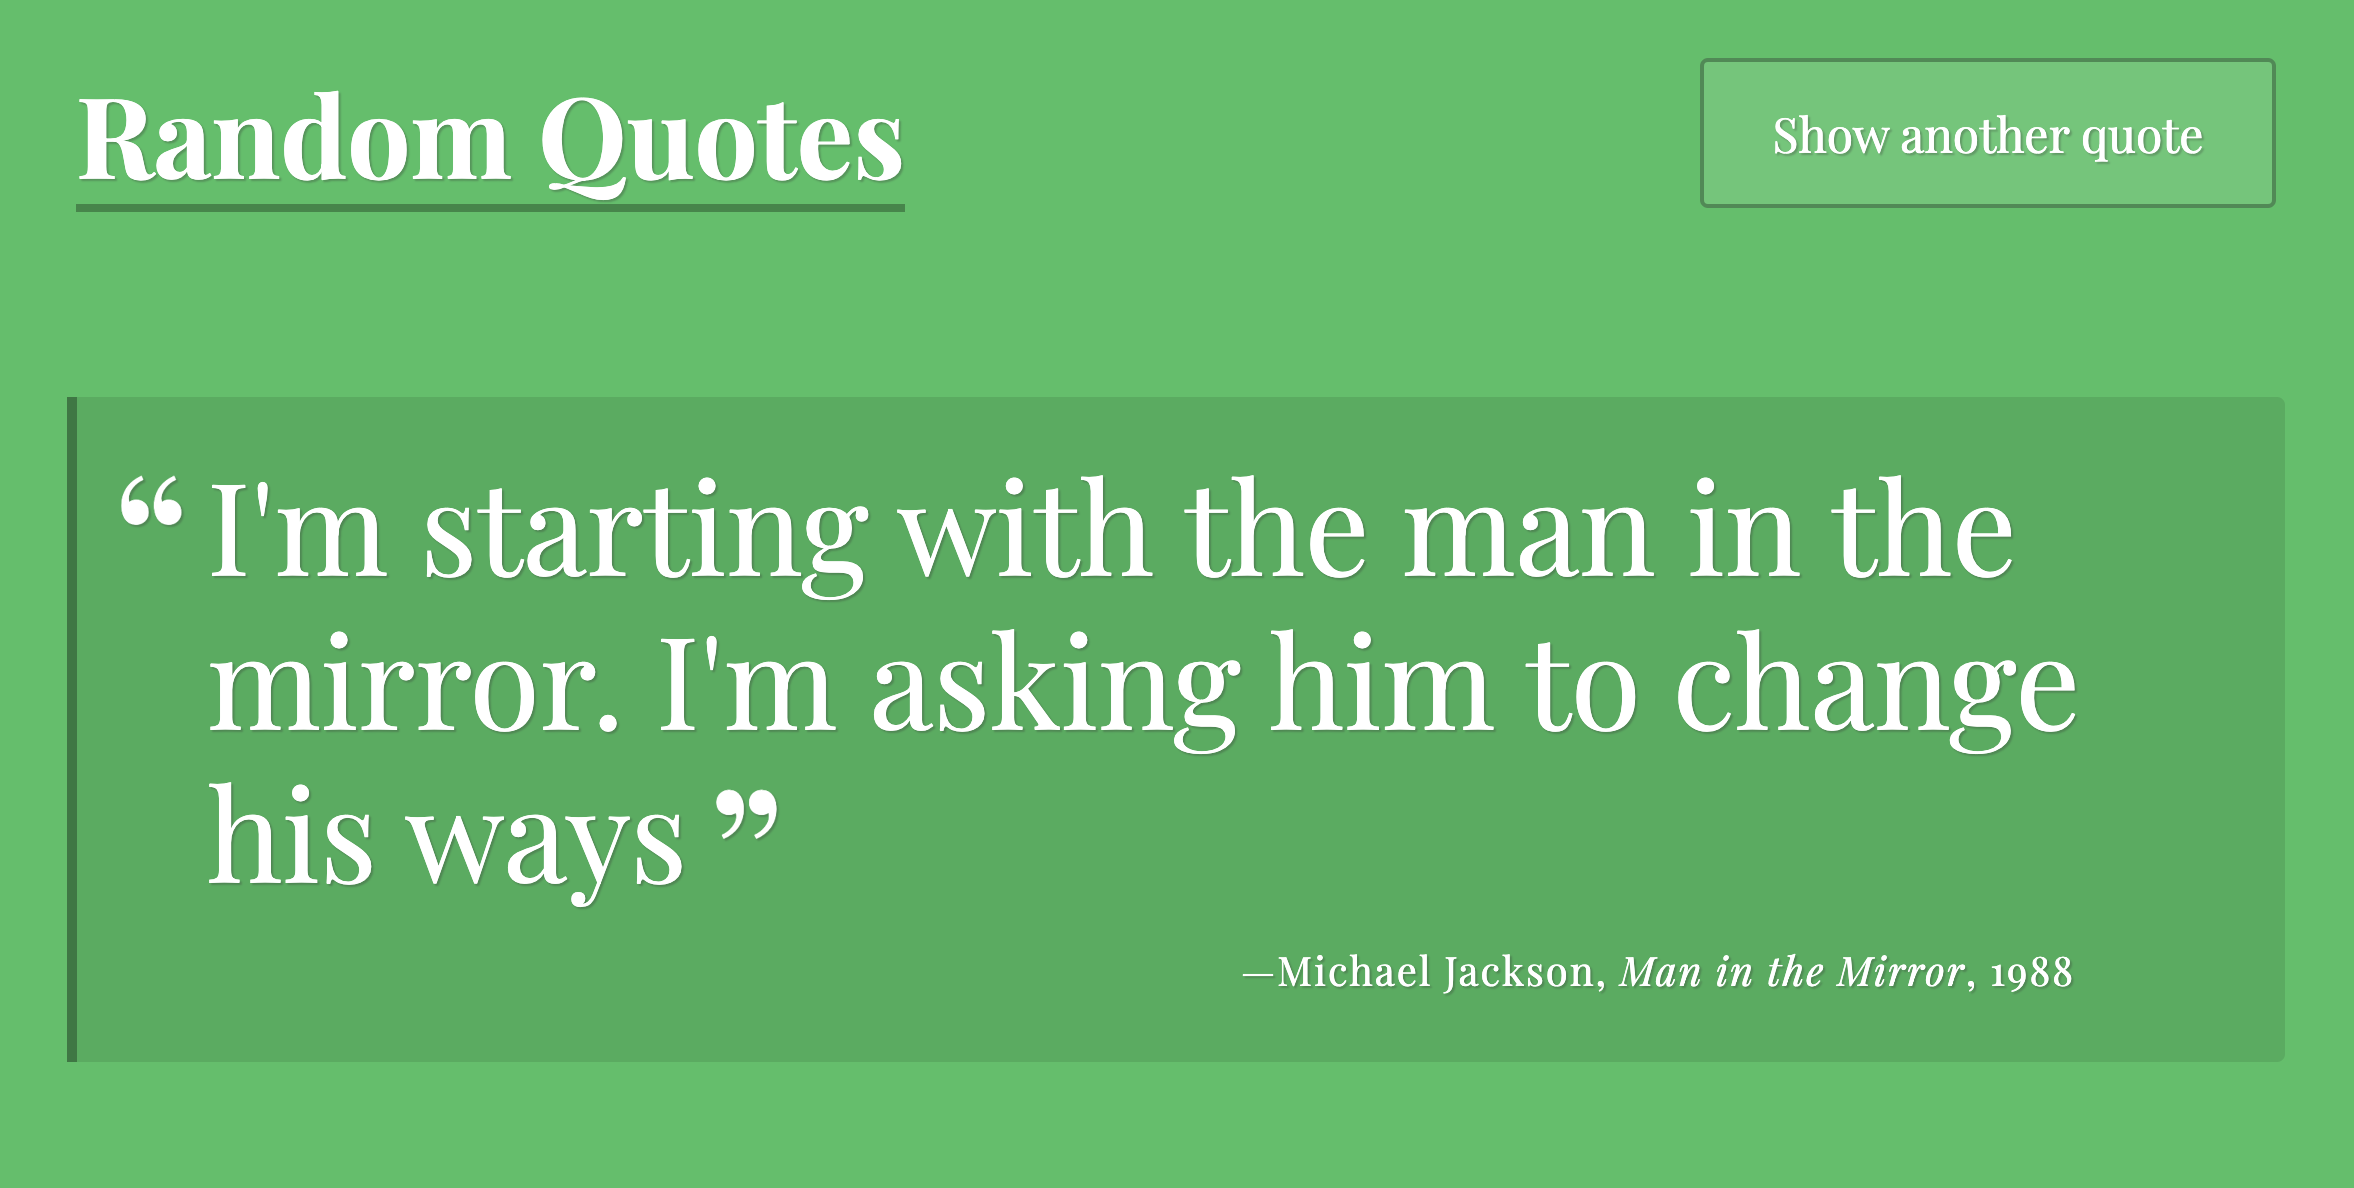 Random Quotes
Show another quote
“ I'm starting with the man in the
mirror. I'm asking him to change
his ways ”
—Michael Jackson, Man in the Mirror, 1988